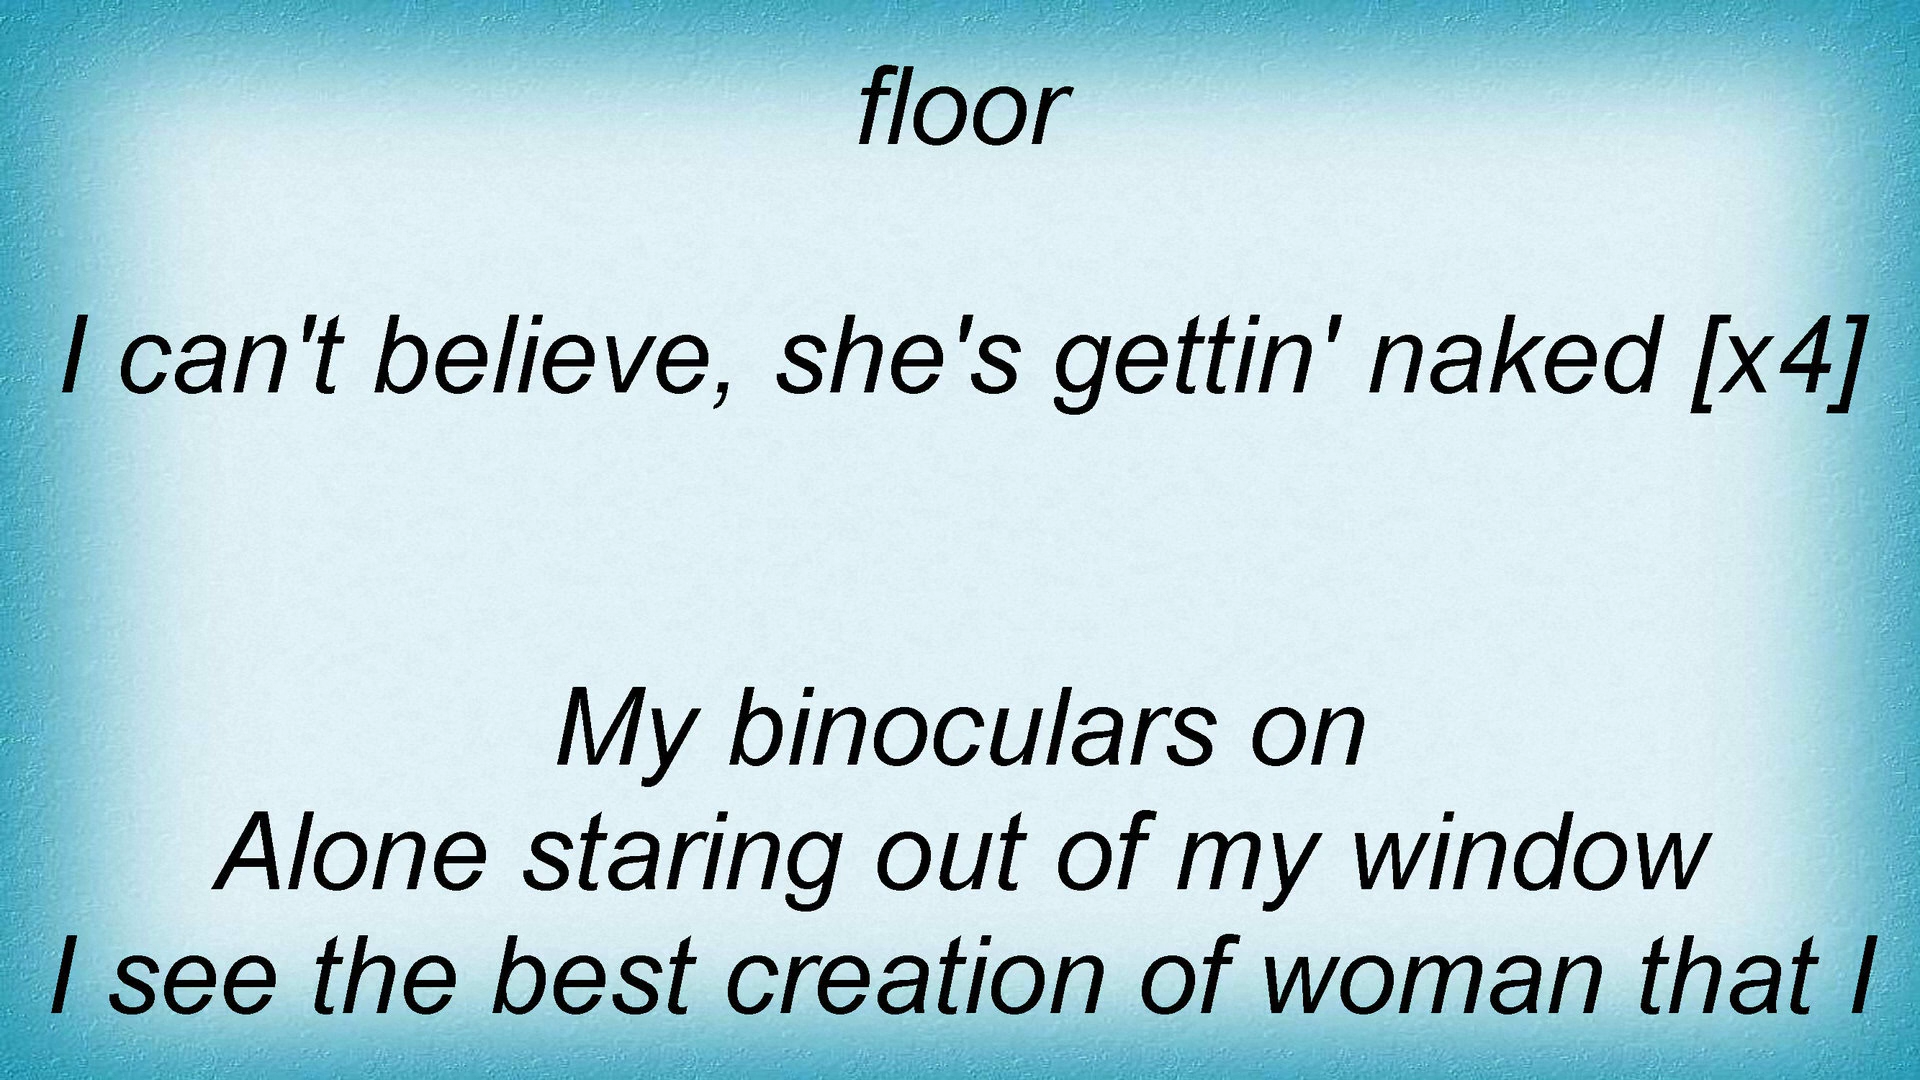 floor
I can't believe, she's gettin' naked [x4]
My binoculars on
Alone staring out of my window
I see the best creation of woman that I